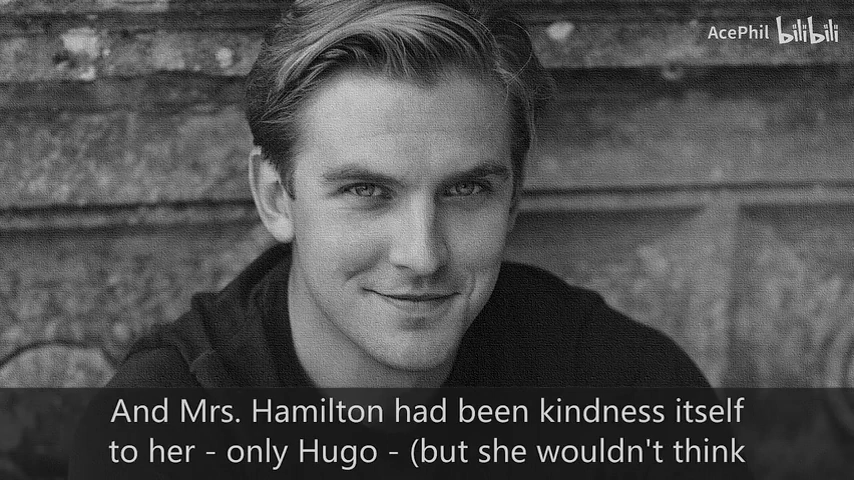 AcePhil bilibili
And Mrs. Hamilton had been kindness itself
to her - only Hugo - (but she wouldn't think